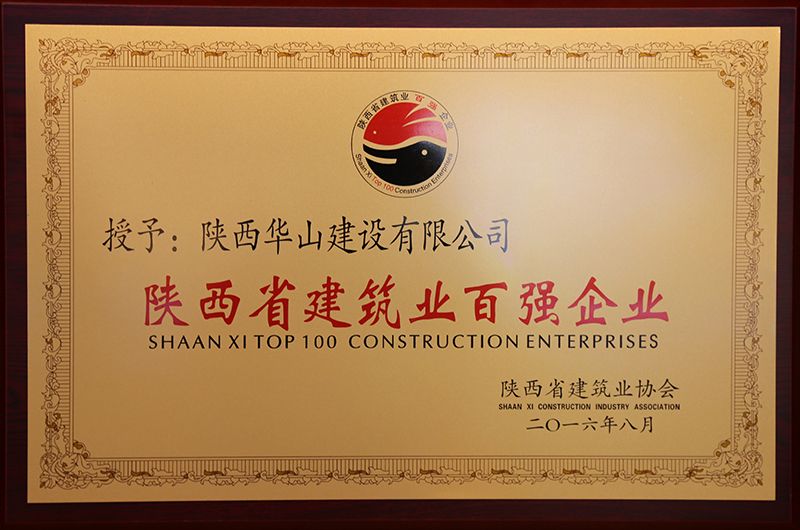 陕西省建筑业百强企业
Shaan Xi Top 100 Construction Enterprises
授予：陕西华山建设有限公司
陕西省建筑业百强企业
SHAAN XI TOP 100 CONSTRUCTION ENTERPRISES
陕西省建筑业协会
SHAAN XI CONSTRUCTION INDUSTRY ASSOCIATION
二〇一六年八月